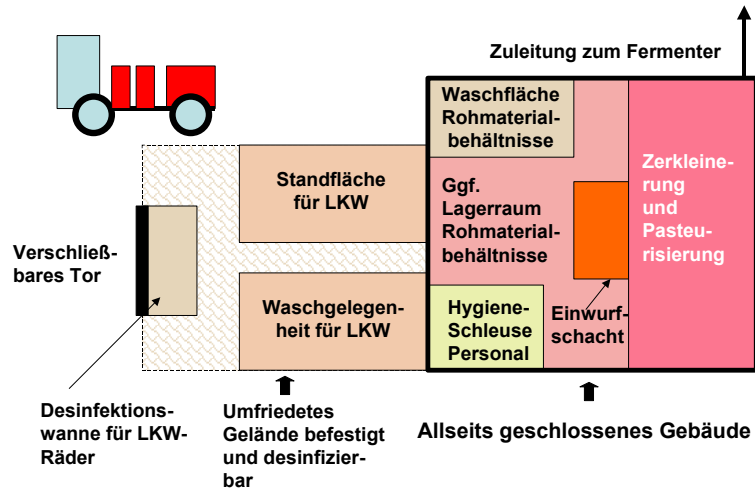 Zuleitung zum Fermenter
Waschfläche
Rohmaterial-
behältnisse
Zerkleine-
rung
und
Pasteu-
risierung
Standfläche
für LKW
Ggf.
Lagerraum
Rohmaterial-
behältnisse
Verschließ-
bares Tor
Waschgelegen-
heit für LKW
Hygiene-
Schleuse
Personal
Einwurf-
schacht
Desinfektions-
wanne für LKW-
Räder
Umfriedetes
Gelände befestigt
und desinfizier-
bar
Allseits geschlossenes Gebäude